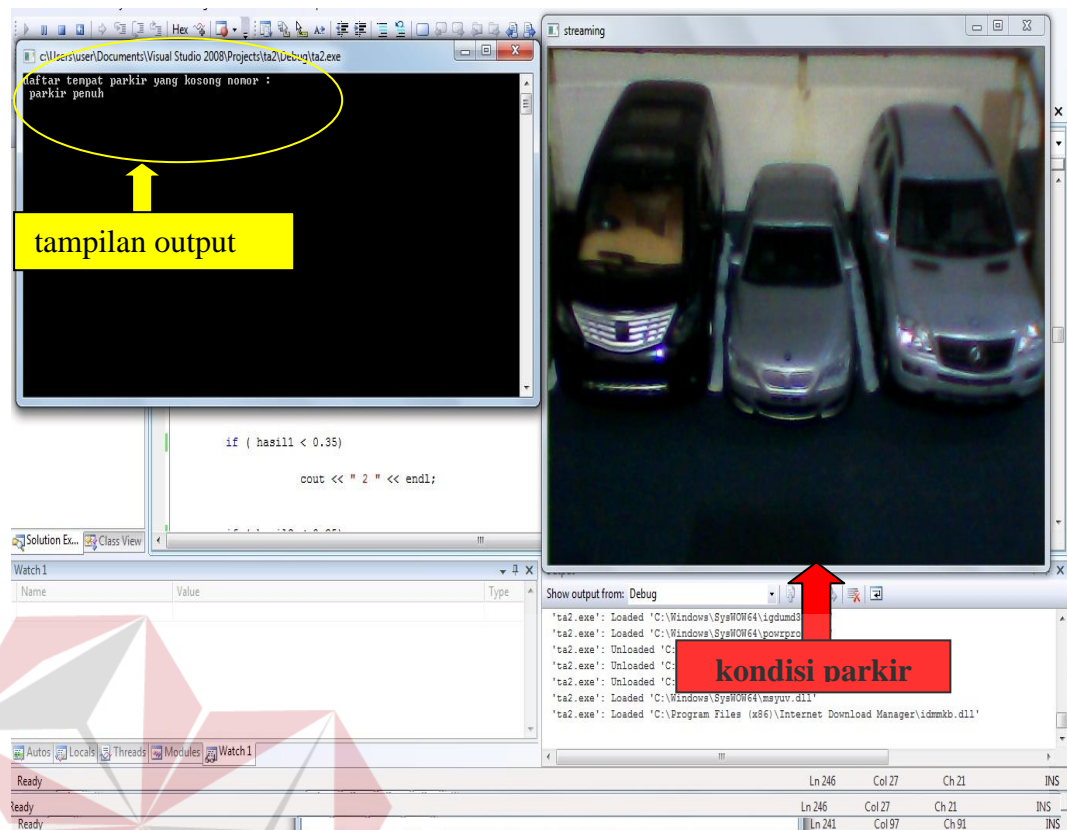 Hex
c:\Users\user\Documents\Visual Studio 2008\Projects\ta2\Debug\ta2.exe
daftar tempat parkir yang kosong nomor :
parkir penuh
tampilan output
streaming
if ( hasil1 < 0.35)
cout << " 2 " << endl;
Solution Ex... Class View
Watch 1
Name Value Type
Show output from: Debug
'ta2.exe': Loaded 'C:\Windows\SysWOW64\igdumd3
'ta2.exe': Loaded 'C:\Windows\SysWOW64\powrpro
'ta2.exe': Unloaded 'C:
'ta2.exe': Unloaded 'C:
'ta2.exe': Unloaded 'C:
'ta2.exe': Loaded 'C:\Windows\SysWOW64\msyuv.dll'
'ta2.exe': Loaded 'C:\Program Files (x86)\Internet Download Manager\idmmkb.dll'
kondisi parkir
Autos Locals Threads Modules Watch 1
Ready Ln 246 Col 27 Ch 21 INS
Ready Ln 246 Col 27 Ch 21 INS
Ready Ln 241 Col 97 Ch 91 INS